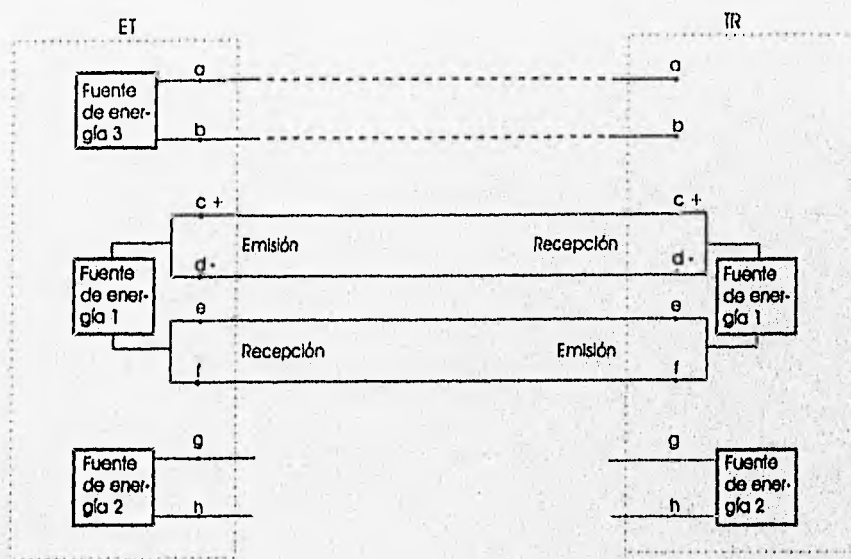 ET
TR
Fuente
de ener-
gía 3
a
b
a
b
c +
d -
Emisión
Recepción
c +
d -
Fuente
de ener-
gía 1
Fuente
de ener-
gía 1
e
f
Recepción
Emisión
e
f
Fuente
de ener-
gía 2
g
h
g
h
Fuente
de ener-
gía 2